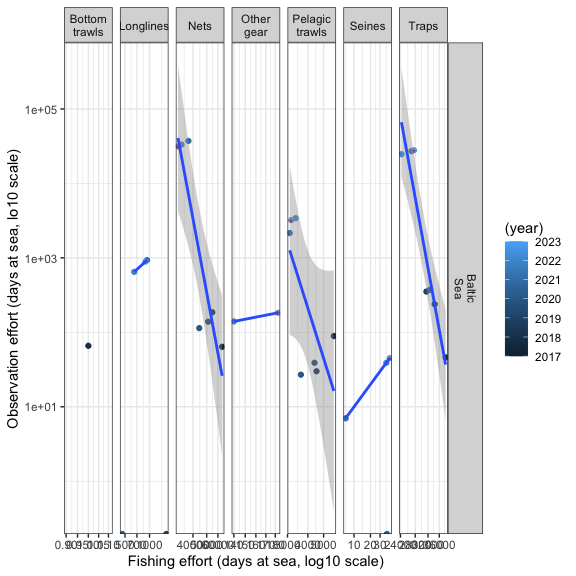 Bottom
trawls
Longlines
Nets
Other
gear
Pelagic
trawls
Seines
Traps
1e+05
1e+03
1e+01
Observation effort (days at sea, lo10 scale)
Baltic
Sea
(year)
2023
2022
2021
2020
2019
2018
2017
Fishing effort (days at sea, log10 scale)